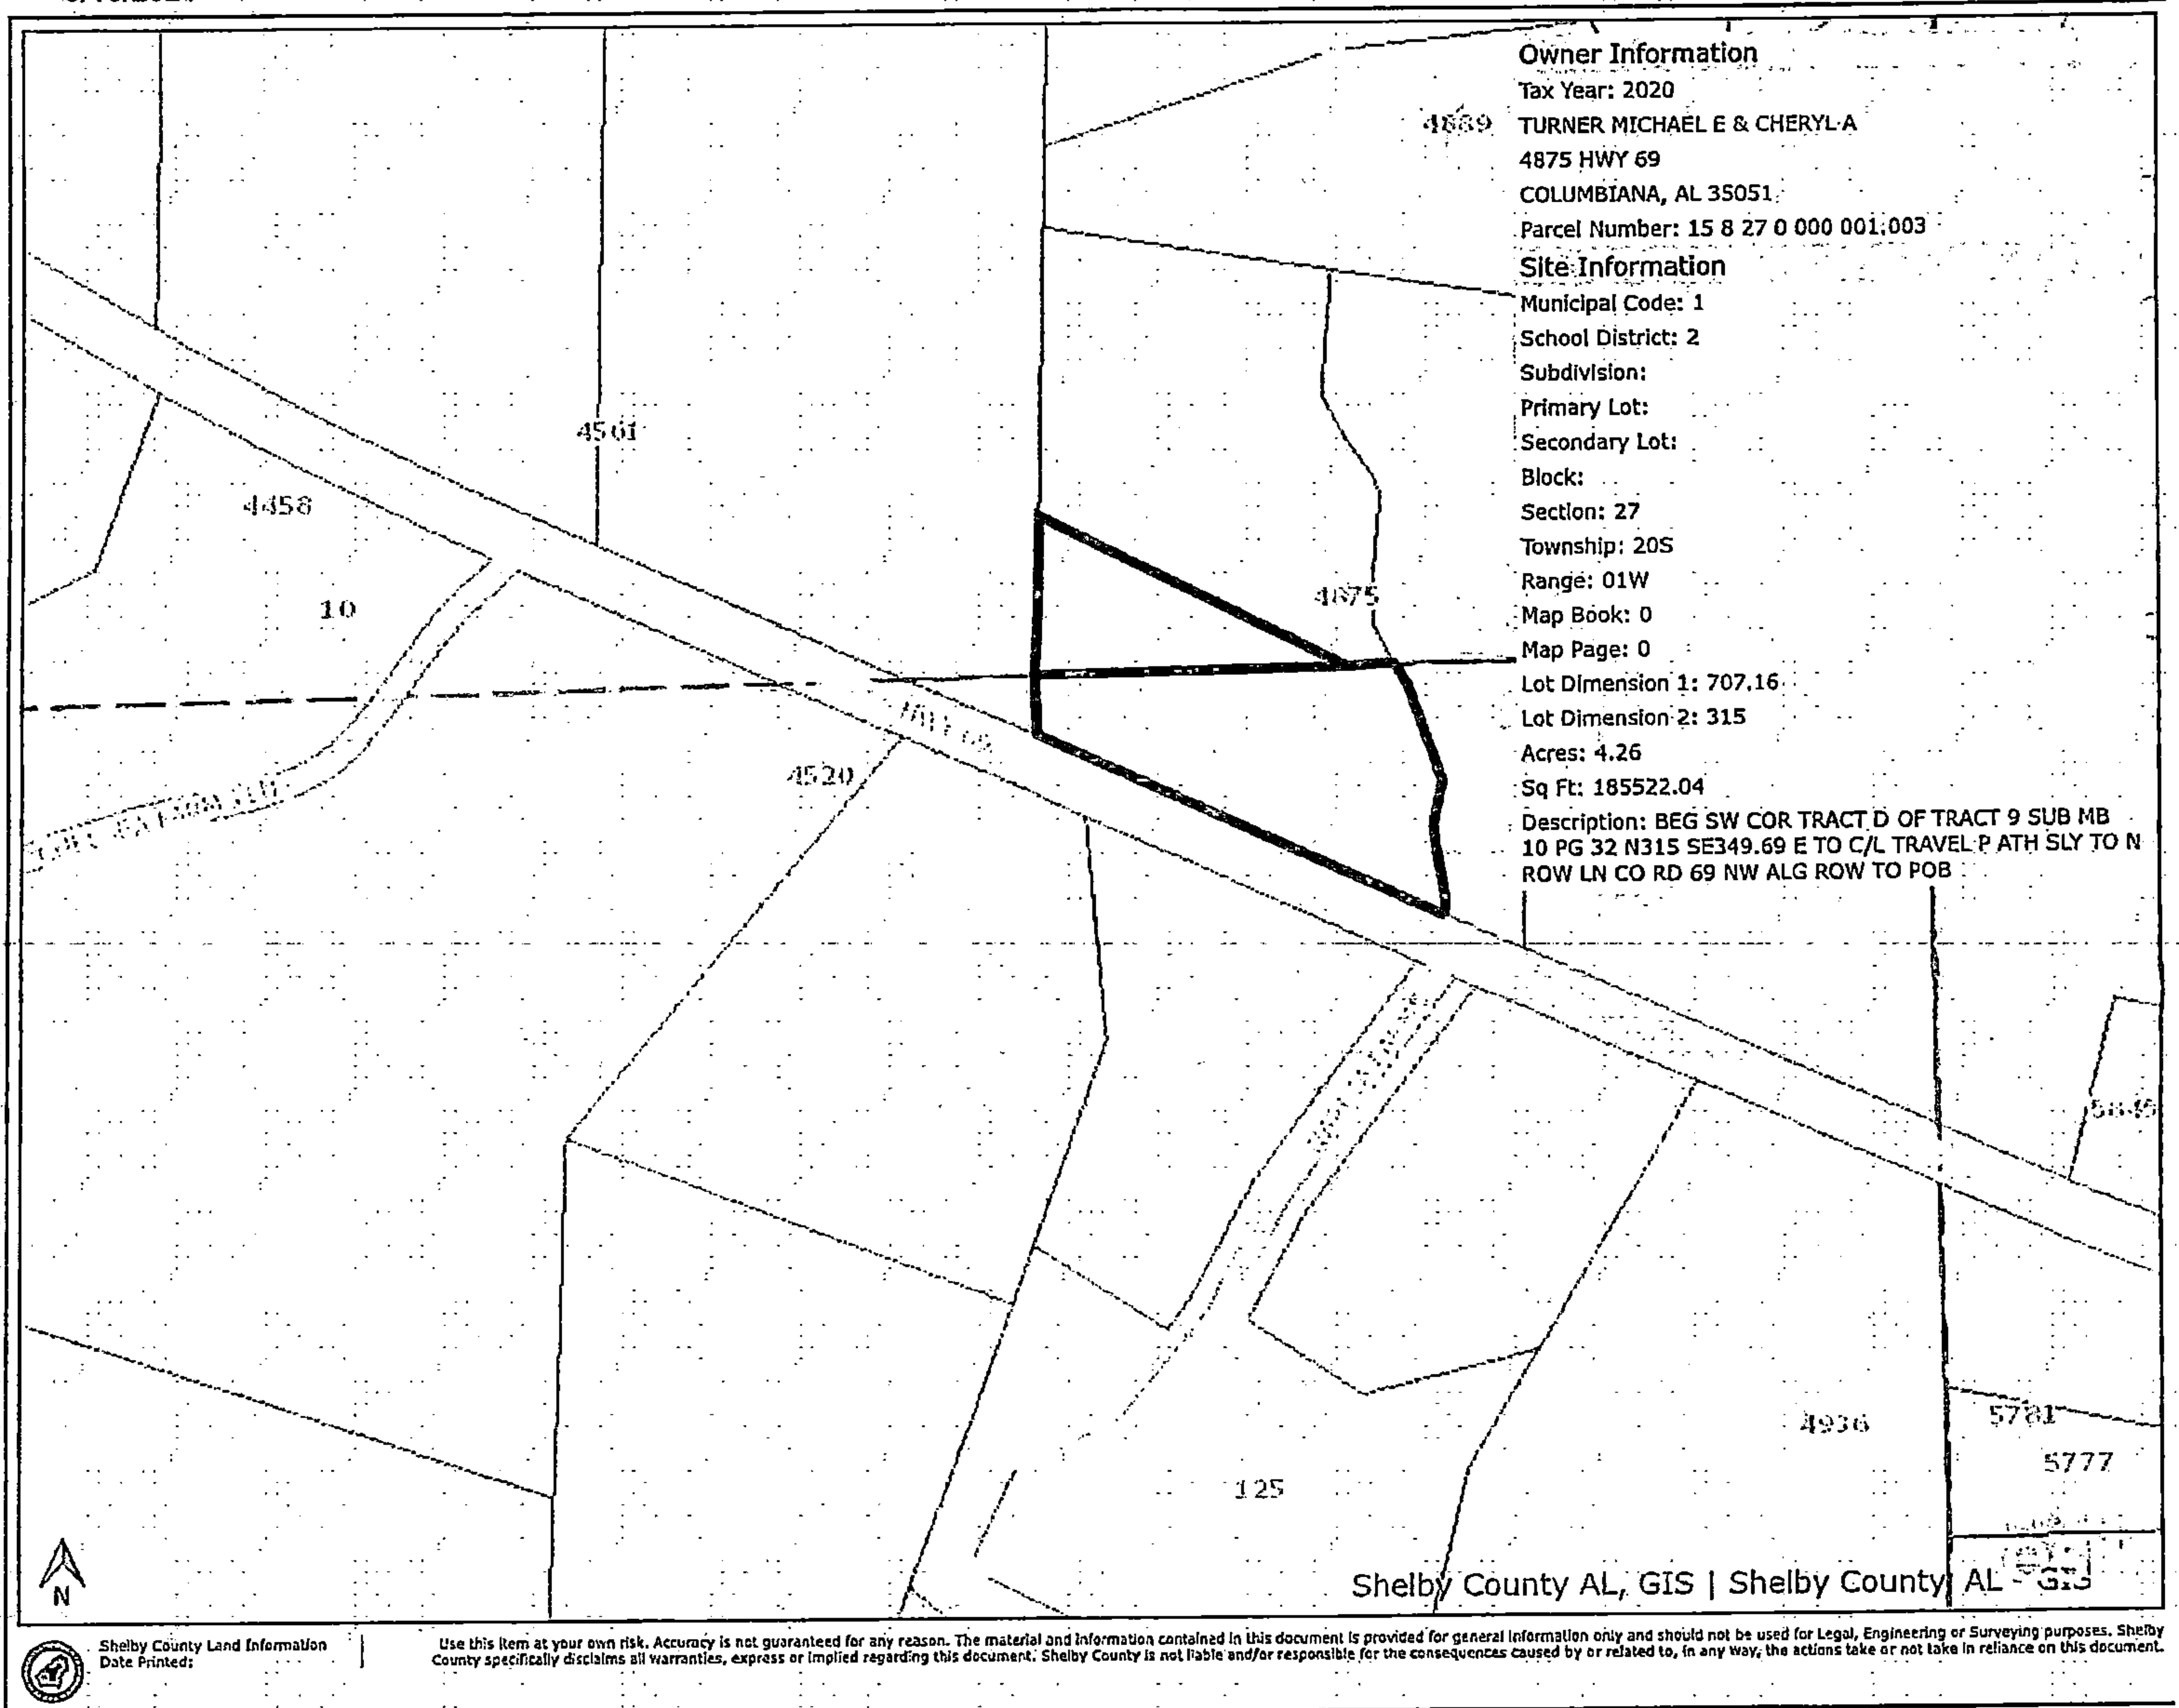 Owner Information
Tax Year: 2020
TURNER MICHAEL E & CHERYL A
4875 HWY 69
COLUMBIANA, AL 35051
Parcel Number: 15 8 27 0 000 001.003
Site Information
Municipal Code: 1
School District: 2
Subdivision:
Primary Lot:
Secondary Lot:
Block:
Section: 27
Township: 20S
Range: 01W
Map Book: 0
Map Page: 0
Lot Dimension 1: 707.16
Lot Dimension 2: 315
Acres: 4.26
Sq Ft: 185522.04
Description: BEG SW COR TRACT D OF TRACT 9 SUB MB
10 PG 32 N315 SE349.69 E TO C/L TRAVEL P ATH SLY TO N
ROW LN CO RD 69 NW ALG ROW TO POB
4889
4561
4458
10
4875
HWY 69
4520
5845
4936
5781
5777
125
N
Shelby County AL, GIS | Shelby County, AL - GIS
Shelby County Land Information
Date Printed:
Use this item at your own risk. Accuracy is not guaranteed for any reason. The material and information contained in this document is provided for general information only and should not be used for Legal, Engineering or Surveying purposes. Shelby
County specifically disclaims all warranties, express or implied regarding this document. Shelby County is not liable and/or responsible for the consequences caused by or related to, in any way, the actions take or not take in reliance on this document.